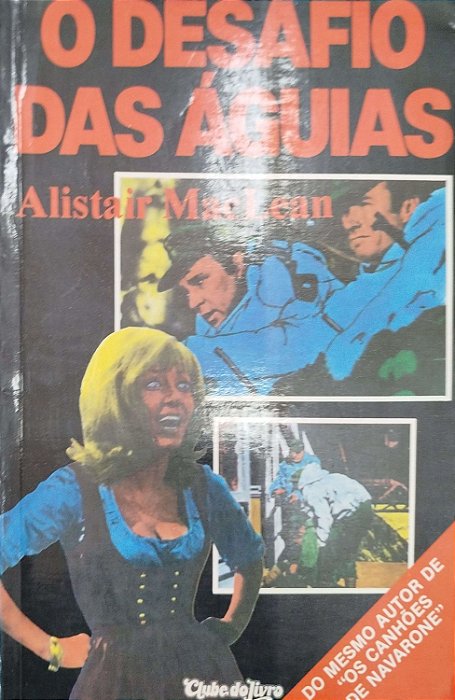 O DESAFIO
DAS ÁGUIAS
Alistair MacLean
DO MESMO AUTOR DE
"OS CANHÕES
DE NAVARONE"
Clube do Livro